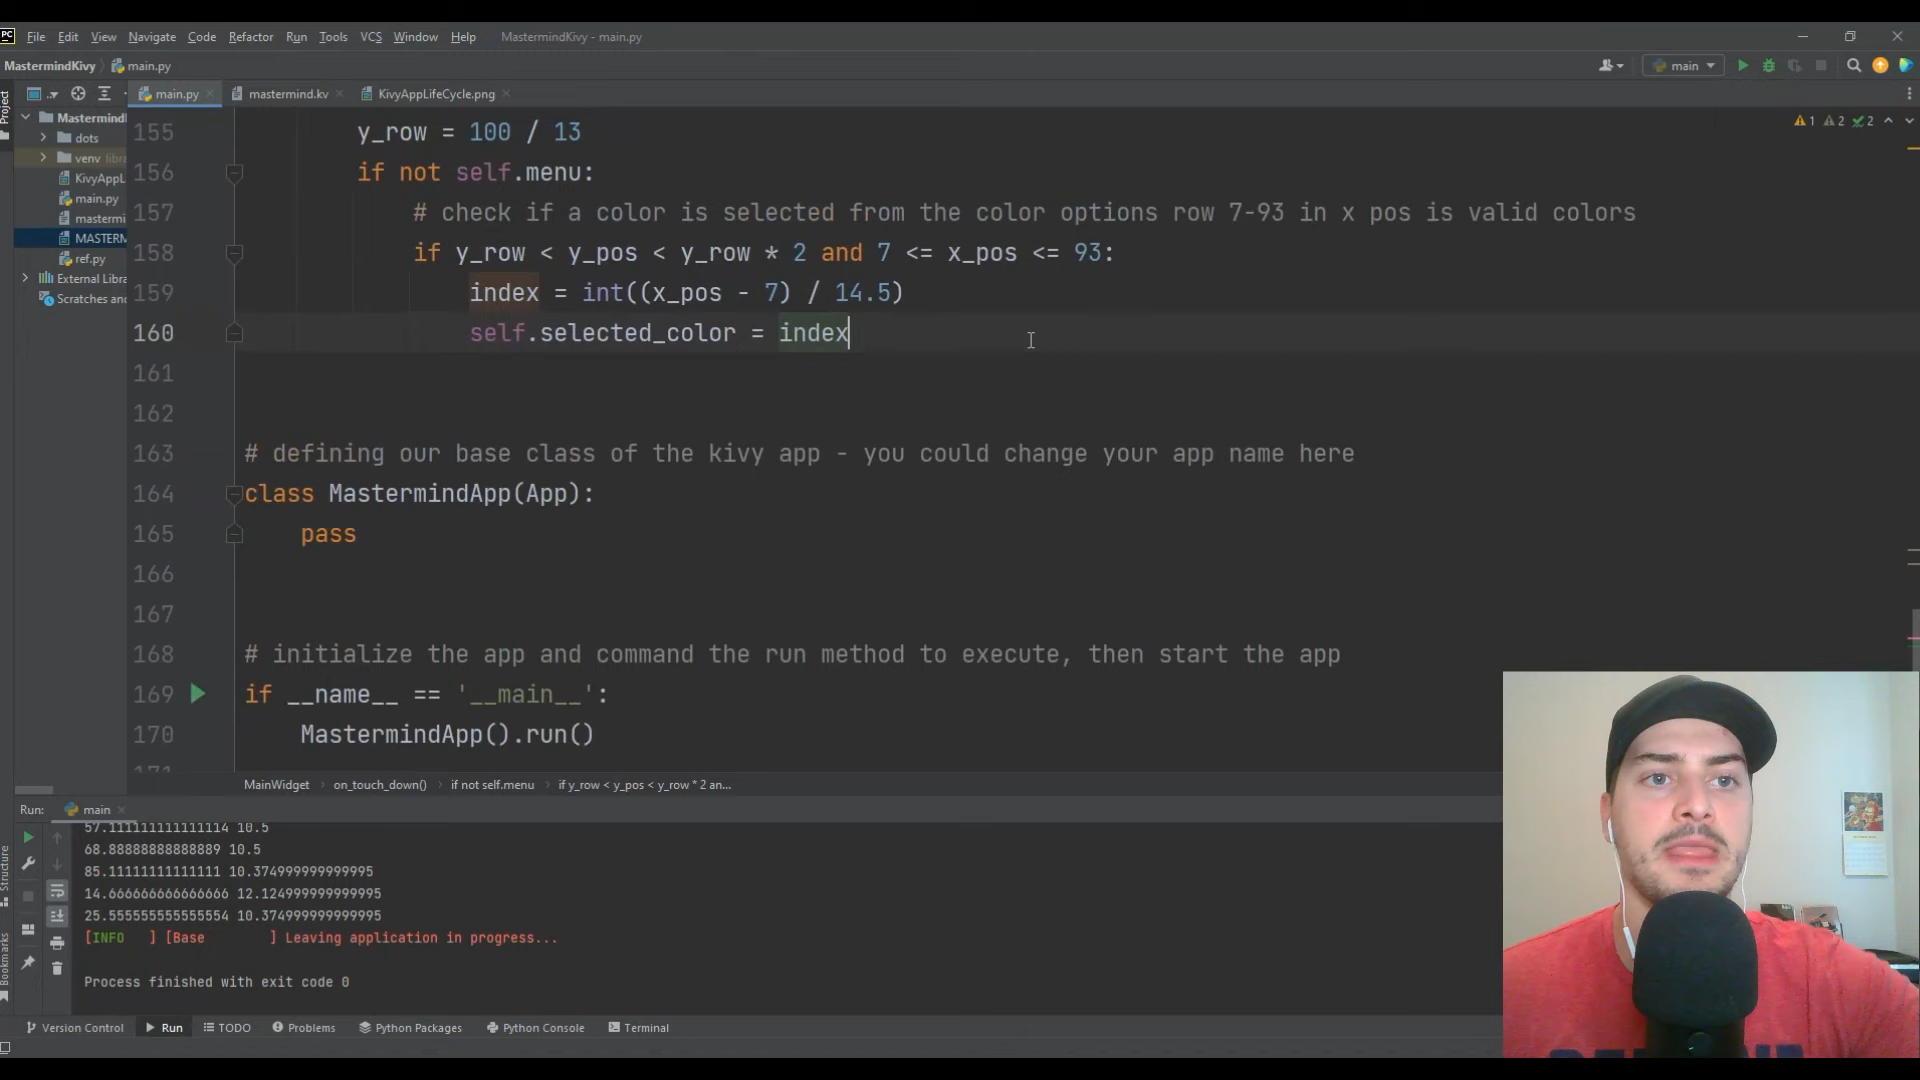 PC File Edit View Navigate Code Refactor Run Tools VCS Window Help MastermindKivy - main.py
MastermindKivy main.py main
main.py mastermind.kv KivyAppLifeCycle.png
Project
Mastermind
dots
venv libra
KivyAppL
main.py
mastermi
MASTERM
ref.py
External Libra
Scratches and
1 2 2
155 y_row = 100 / 13
156 if not self.menu:
157 # check if a color is selected from the color options row 7-93 in x pos is valid colors
158 if y_row < y_pos < y_row * 2 and 7 <= x_pos <= 93:
159 index = int((x_pos - 7) / 14.5)
160 self.selected_color = index
161
162
163 # defining our base class of the kivy app - you could change your app name here
164 class MastermindApp(App):
165 pass
166
167
168 # initialize the app and command the run method to execute, then start the app
169 if __name__ == '__main__':
170 MastermindApp().run()
171
MainWidget on_touch_down() if not self.menu if y_row < y_pos < y_row * 2 an...
Run: main
57.111111111111114 10.5
68.88888888888889 10.5
85.11111111111111 10.374999999999995
14.666666666666666 12.124999999999995
25.555555555555554 10.374999999999995
[INFO   ] [Base        ] Leaving application in progress...
Process finished with exit code 0
Structure
Bookmarks
Version Control Run TODO Problems Python Packages Python Console Terminal